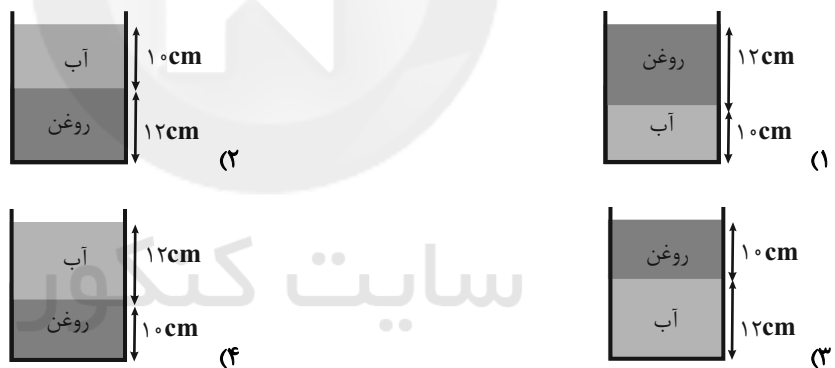 روغن
۱۲cm
آب
۱۰cm
۱)
آب
۱۰cm
روغن
۱۲cm
۲)
روغن
۱۰cm
آب
۱۲cm
۳)
آب
۱۲cm
روغن
۱۰cm
۴)
سایت کنکور